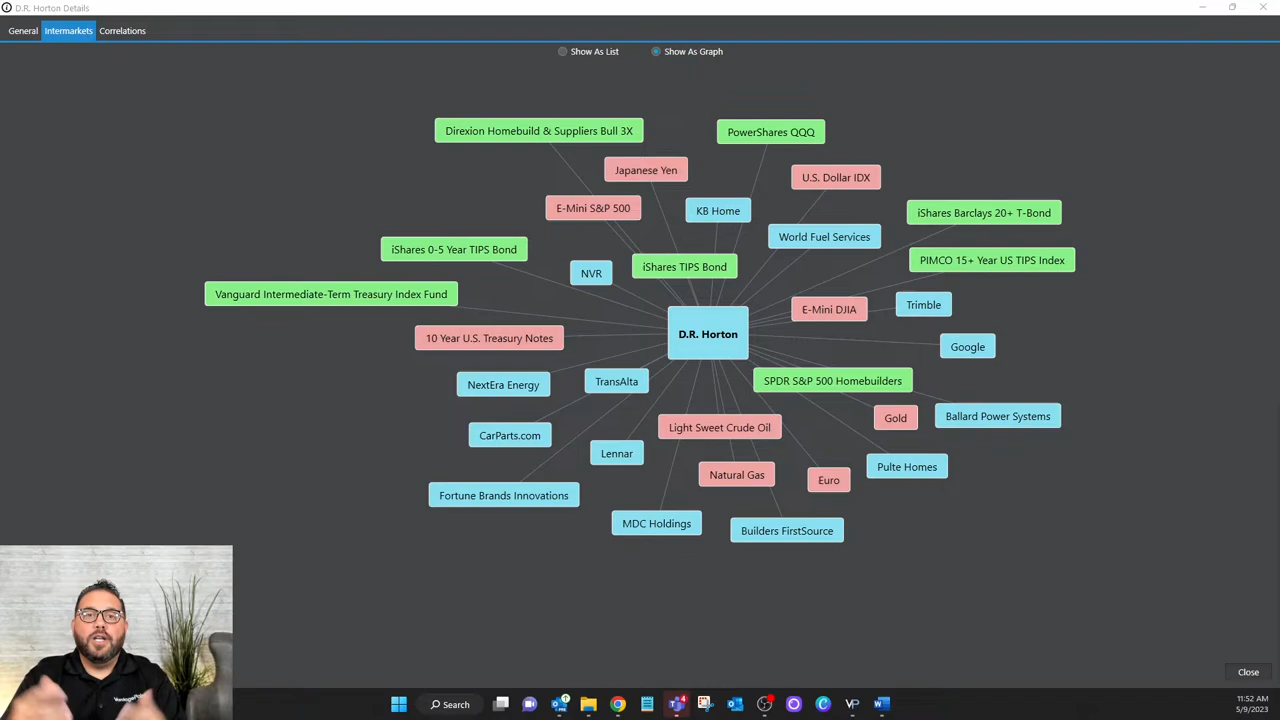 D.R. Horton Details
General Intermarkets Correlations
Show As List Show As Graph
Direxion Homebuild & Suppliers Bull 3X
PowerShares QQQ
Japanese Yen
U.S. Dollar IDX
E-Mini S&P 500
KB Home
iShares Barclays 20+ T-Bond
World Fuel Services
iShares 0-5 Year TIPS Bond
PIMCO 15+ Year US TIPS Index
iShares TIPS Bond
NVR
Vanguard Intermediate-Term Treasury Index Fund
Trimble
E-Mini DJIA
D.R. Horton
10 Year U.S. Treasury Notes
Google
SPDR S&P 500 Homebuilders
TransAlta
NextEra Energy
Ballard Power Systems
Gold
Light Sweet Crude Oil
CarParts.com
Lennar
Pulte Homes
Natural Gas
Euro
Fortune Brands Innovations
MDC Holdings
Builders FirstSource
Close
Search
11:52 AM
5/9/2023